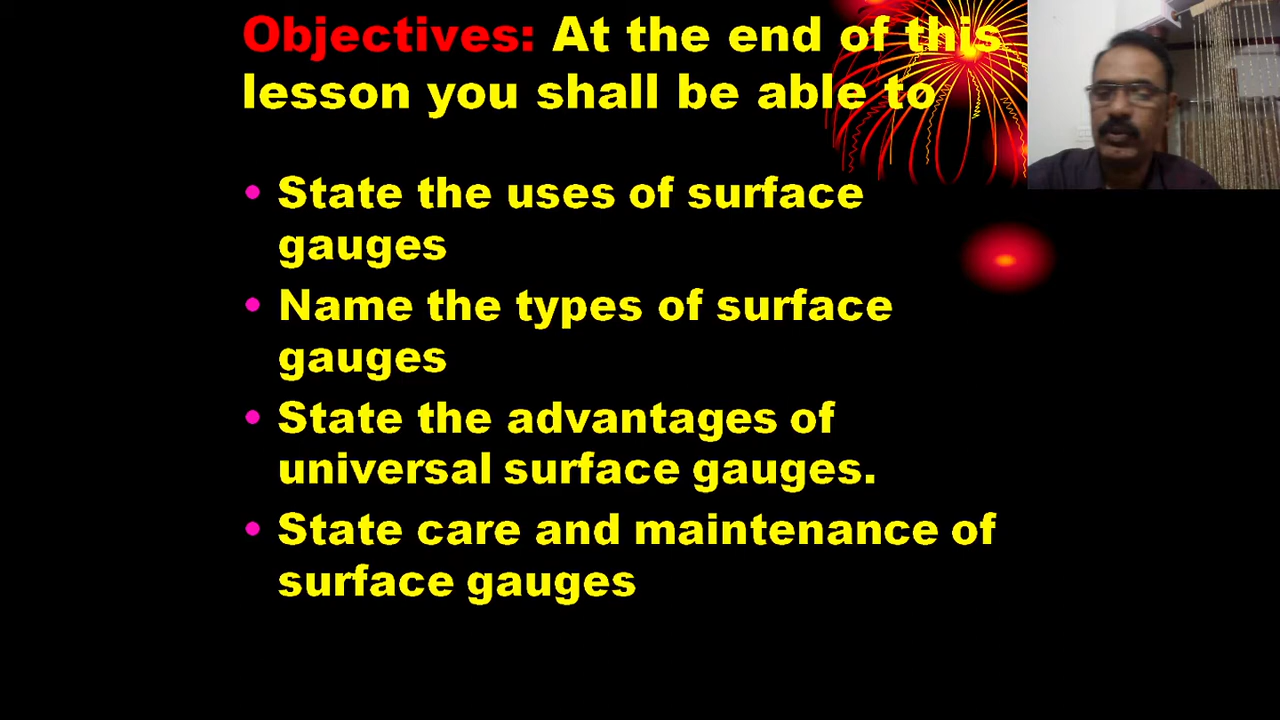 Objectives: At the end of this
lesson you shall be able to
• State the uses of surface
gauges
• Name the types of surface
gauges
• State the advantages of
universal surface gauges.
• State care and maintenance of
surface gauges